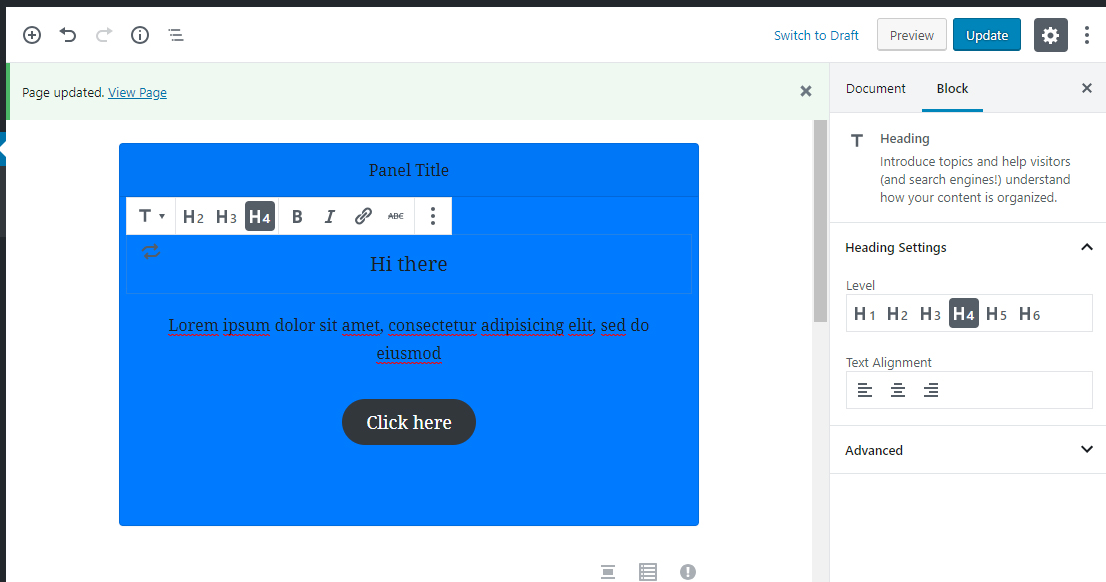 Switch to Draft
Preview
Update
Page updated. View Page
Document
Block
Panel Title
T H2 H3 H4 B I ABC
Hi there
Lorem ipsum dolor sit amet, consectetur adipisicing elit, sed do
eiusmod
Click here
T Heading
Introduce topics and help visitors
(and search engines!) understand
how your content is organized.
Heading Settings
Level
H1 H2 H3 H4 H5 H6
Text Alignment
Advanced